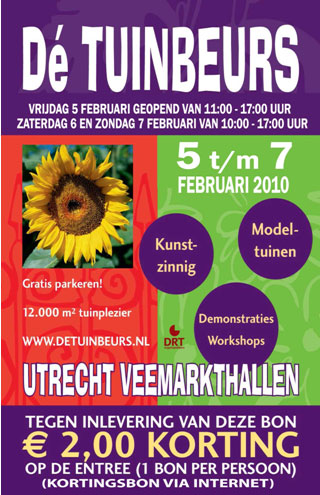 Dé TUINBEURS
VRIJDAG 5 FEBRUARI GEOPEND VAN 11:00 - 17:00 UUR
ZATERDAG 6 EN ZONDAG 7 FEBRUARI VAN 10:00 - 17:00 UUR
5 t/m 7
FEBRUARI 2010
Kunst-
zinnig
Model-
tuinen
Gratis parkeren!
12.000 m² tuinplezier
WWW.DETUINBEURS.NL
DRT
Demonstraties
Workshops
UTRECHT VEEMARKTHALLEN
TEGEN INLEVERING VAN DEZE BON
€ 2,00 KORTING
OP DE ENTREE (1 BON PER PERSOON)
(KORTINGSBON VIA INTERNET)